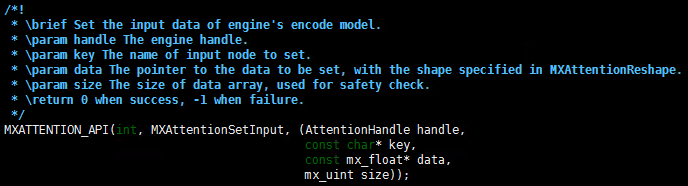 /*!
 * \brief Set the input data of engine's encode model.
 * \param handle The engine handle.
 * \param key The name of input node to set.
 * \param data The pointer to the data to be set, with the shape specified in MXAttentionReshape.
 * \param size The size of data array, used for safety check.
 * \return 0 when success, -1 when failure.
 */
MXATTENTION_API(int, MXAttentionSetInput, (AttentionHandle handle,
                                           const char* key,
                                           const mx_float* data,
                                           mx_uint size));